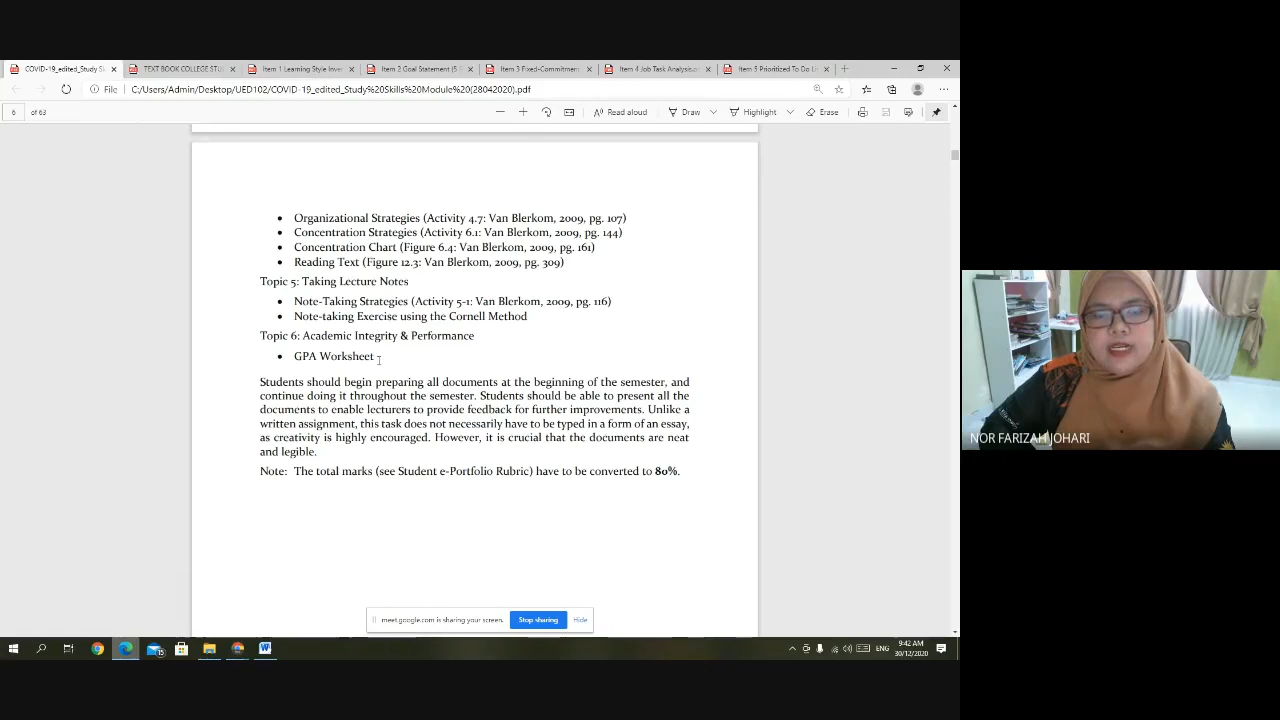 COVID-19_edited_Study Sk
TEXT BOOK COLLEGE STU
Item 1 Learning Style Inve
Item 2 Goal Statement (5 T
Item 3 Fixed-Commitment
Item 4 Job Task Analysis.
Item 5 Prioritized To Do Li
File
C:/Users/Admin/Desktop/UED102/COVID-19_edited_Study%20Skills%20Module%20(28042020).pdf
6 of 63
Read aloud
Draw
Highlight
Erase
• Organizational Strategies (Activity 4.7: Van Blerkom, 2009, pg. 107)
• Concentration Strategies (Activity 6.1: Van Blerkom, 2009, pg. 144)
• Concentration Chart (Figure 6.4: Van Blerkom, 2009, pg. 161)
• Reading Text (Figure 12.3: Van Blerkom, 2009, pg. 309)
Topic 5: Taking Lecture Notes
• Note-Taking Strategies (Activity 5-1: Van Blerkom, 2009, pg. 116)
• Note-taking Exercise using the Cornell Method
Topic 6: Academic Integrity & Performance
• GPA Worksheet
Students should begin preparing all documents at the beginning of the semester, and
continue doing it throughout the semester. Students should be able to present all the
documents to enable lecturers to provide feedback for further improvements. Unlike a
written assignment, this task does not necessarily have to be typed in a form of an essay,
as creativity is highly encouraged. However, it is crucial that the documents are neat
and legible.
Note: The total marks (see Student e-Portfolio Rubric) have to be converted to 80%.
NOR FARIZAH JOHARI
meet.google.com is sharing your screen.
Stop sharing
Hide
15
ENG
9:42 AM
30/12/2020